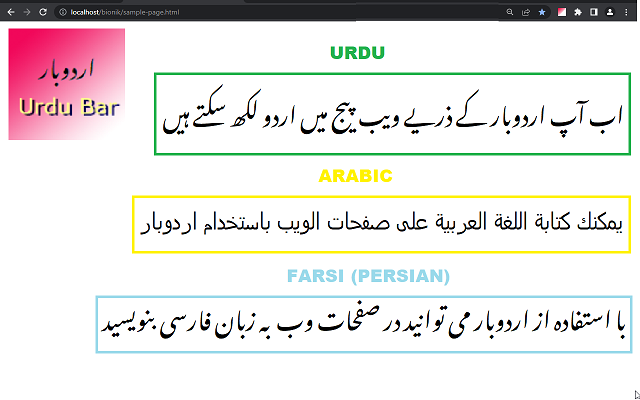 localhost/bionik/sample-page.html
اردوبار
Urdu Bar
URDU
اب آپ اردوبار کے ذریے ویب پیج میں اردو لکھ سکتے ہیں
ARABIC
يمكنك كتابة اللغة العربية على صفحات الويب باستخدام اردوبار
FARSI (PERSIAN)
با استفاده از اردوبار می توانید در صفحات وب به زبان فارسی بنویسید